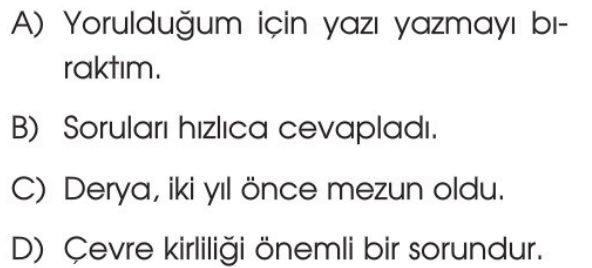 A) Yorulduğum için yazı yazmayı bı-
raktım.
B) Soruları hızlıca cevapladı.
C) Derya, iki yıl önce mezun oldu.
D) Çevre kirliliği önemli bir sorundur.